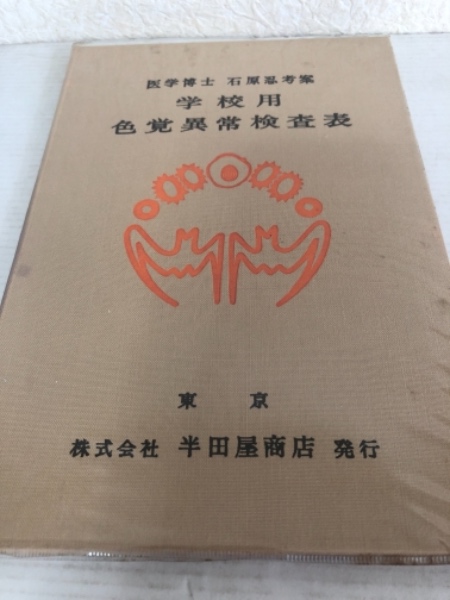 医学博士 石原忍考案
学校用
色覚異常検査表
東京
株式会社 半田屋商店 発行